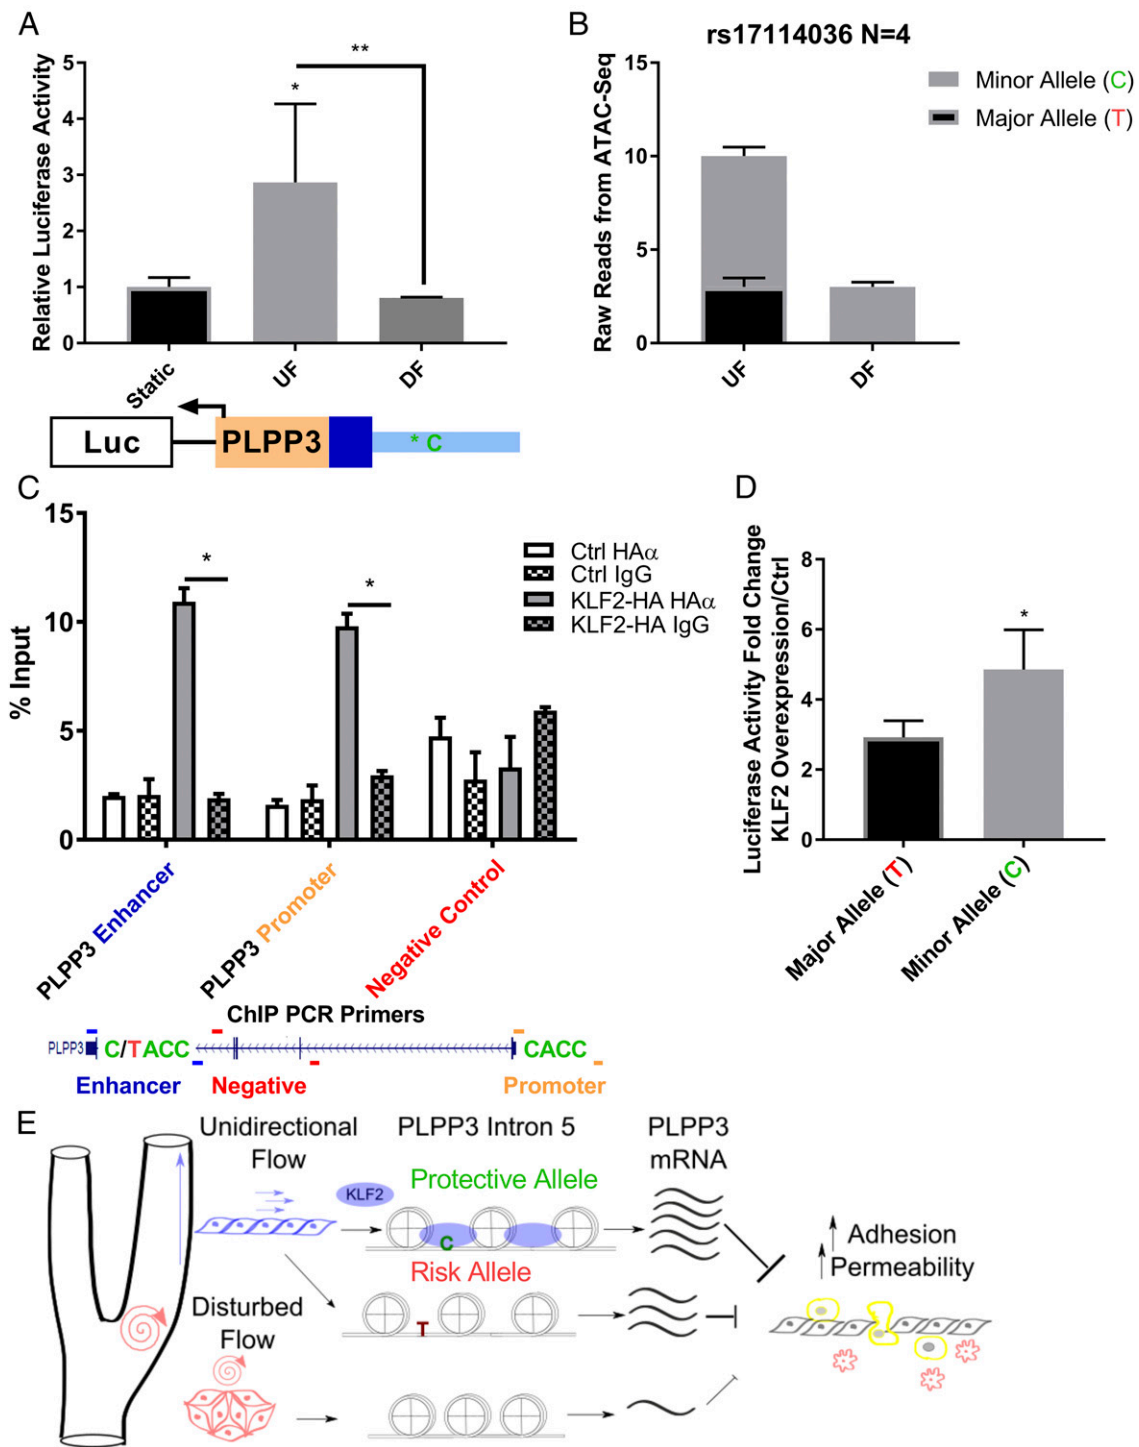 A
Relative Luciferase Activity
5
4
3
2
1
0
*
**
Static
UF
DF
Luc
PLPP3
* C
B
rs17114036 N=4
Raw Reads from ATAC-Seq
15
10
5
0
UF
DF
Minor Allele (C)
Major Allele (T)
C
% Input
15
10
5
0
*
*
Ctrl HAα
Ctrl IgG
KLF2-HA HAα
KLF2-HA IgG
PLPP3 Enhancer
PLPP3 Promoter
Negative Control
ChIP PCR Primers
PLPP3
C/TACC
CACC
Enhancer
Negative
Promoter
D
Luciferase Activity Fold Change
KLF2 Overexpression/Ctrl
8
6
4
2
0
*
Major Allele (T)
Minor Allele (C)
E
Unidirectional
Flow
PLPP3 Intron 5
PLPP3
mRNA
KLF2
Protective Allele
C
Risk Allele
T
Disturbed
Flow
Adhesion
Permeability